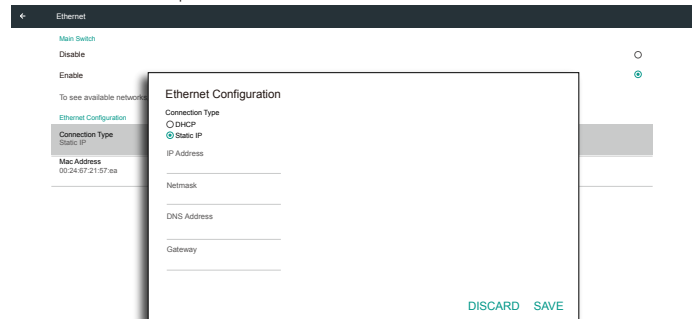 Ethernet
Main Switch
Disable
Enable
To see available networks
Ethernet Configuration
Connection Type
Static IP
Mac Address
00:24:67:21:57:ea
Ethernet Configuration
Connection Type
DHCP
Static IP
IP Address
Netmask
DNS Address
Gateway
DISCARD SAVE